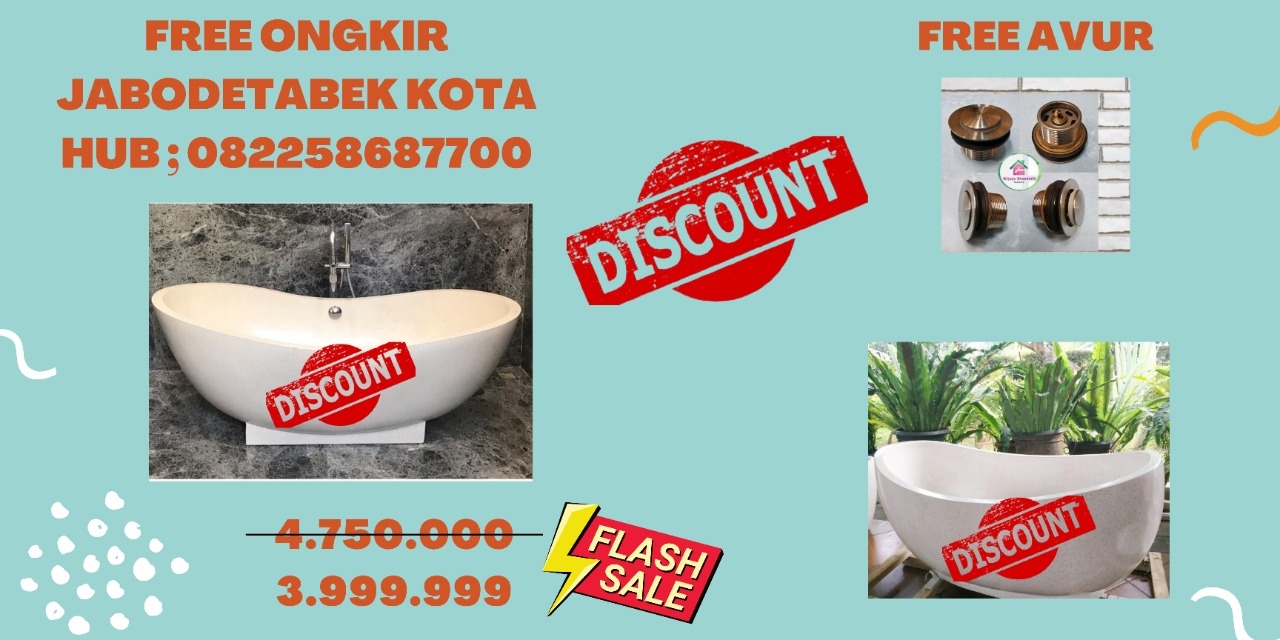 FREE ONGKIR
JABODETABEK KOTA
HUB ; 082258687700
FREE AVUR
DISCOUNT
DISCOUNT
4.750.000
3.999.999
FLASH
SALE
DISCOUNT